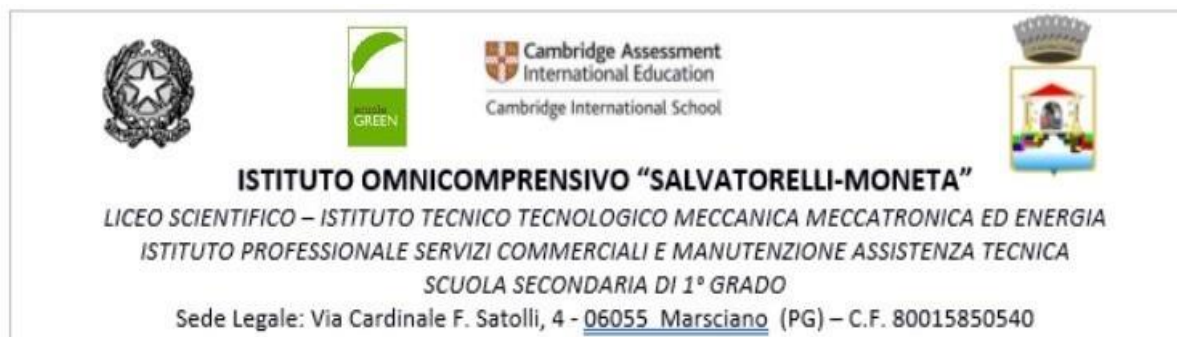 scuole
GREEN
Cambridge Assessment
International Education
Cambridge International School
ISTITUTO OMNICOMPRENSIVO “SALVATORELLI-MONETA”
LICEO SCIENTIFICO – ISTITUTO TECNICO TECNOLOGICO MECCANICA MECCATRONICA ED ENERGIA
ISTITUTO PROFESSIONALE SERVIZI COMMERCIALI E MANUTENZIONE ASSISTENZA TECNICA
SCUOLA SECONDARIA DI 1° GRADO
Sede Legale: Via Cardinale F. Satolli, 4 - 06055 Marsciano (PG) – C.F. 80015850540